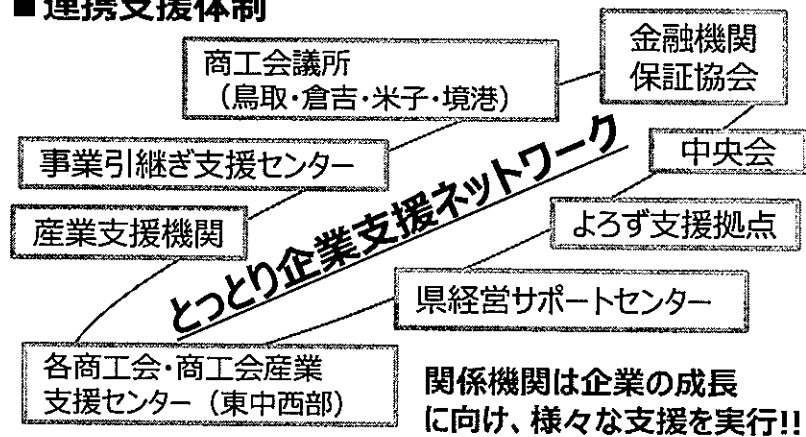 ■連携支援体制
商工会議所
（鳥取・倉吉・米子・境港）
金融機関
保証協会
事業引継ぎ支援センター
中央会
産業支援機関
とっとり企業支援ネットワーク
よろず支援拠点
県経営サポートセンター
各商工会・商工会産業
支援センター（東中西部）
関係機関は企業の成長
に向け、様々な支援を実行!!